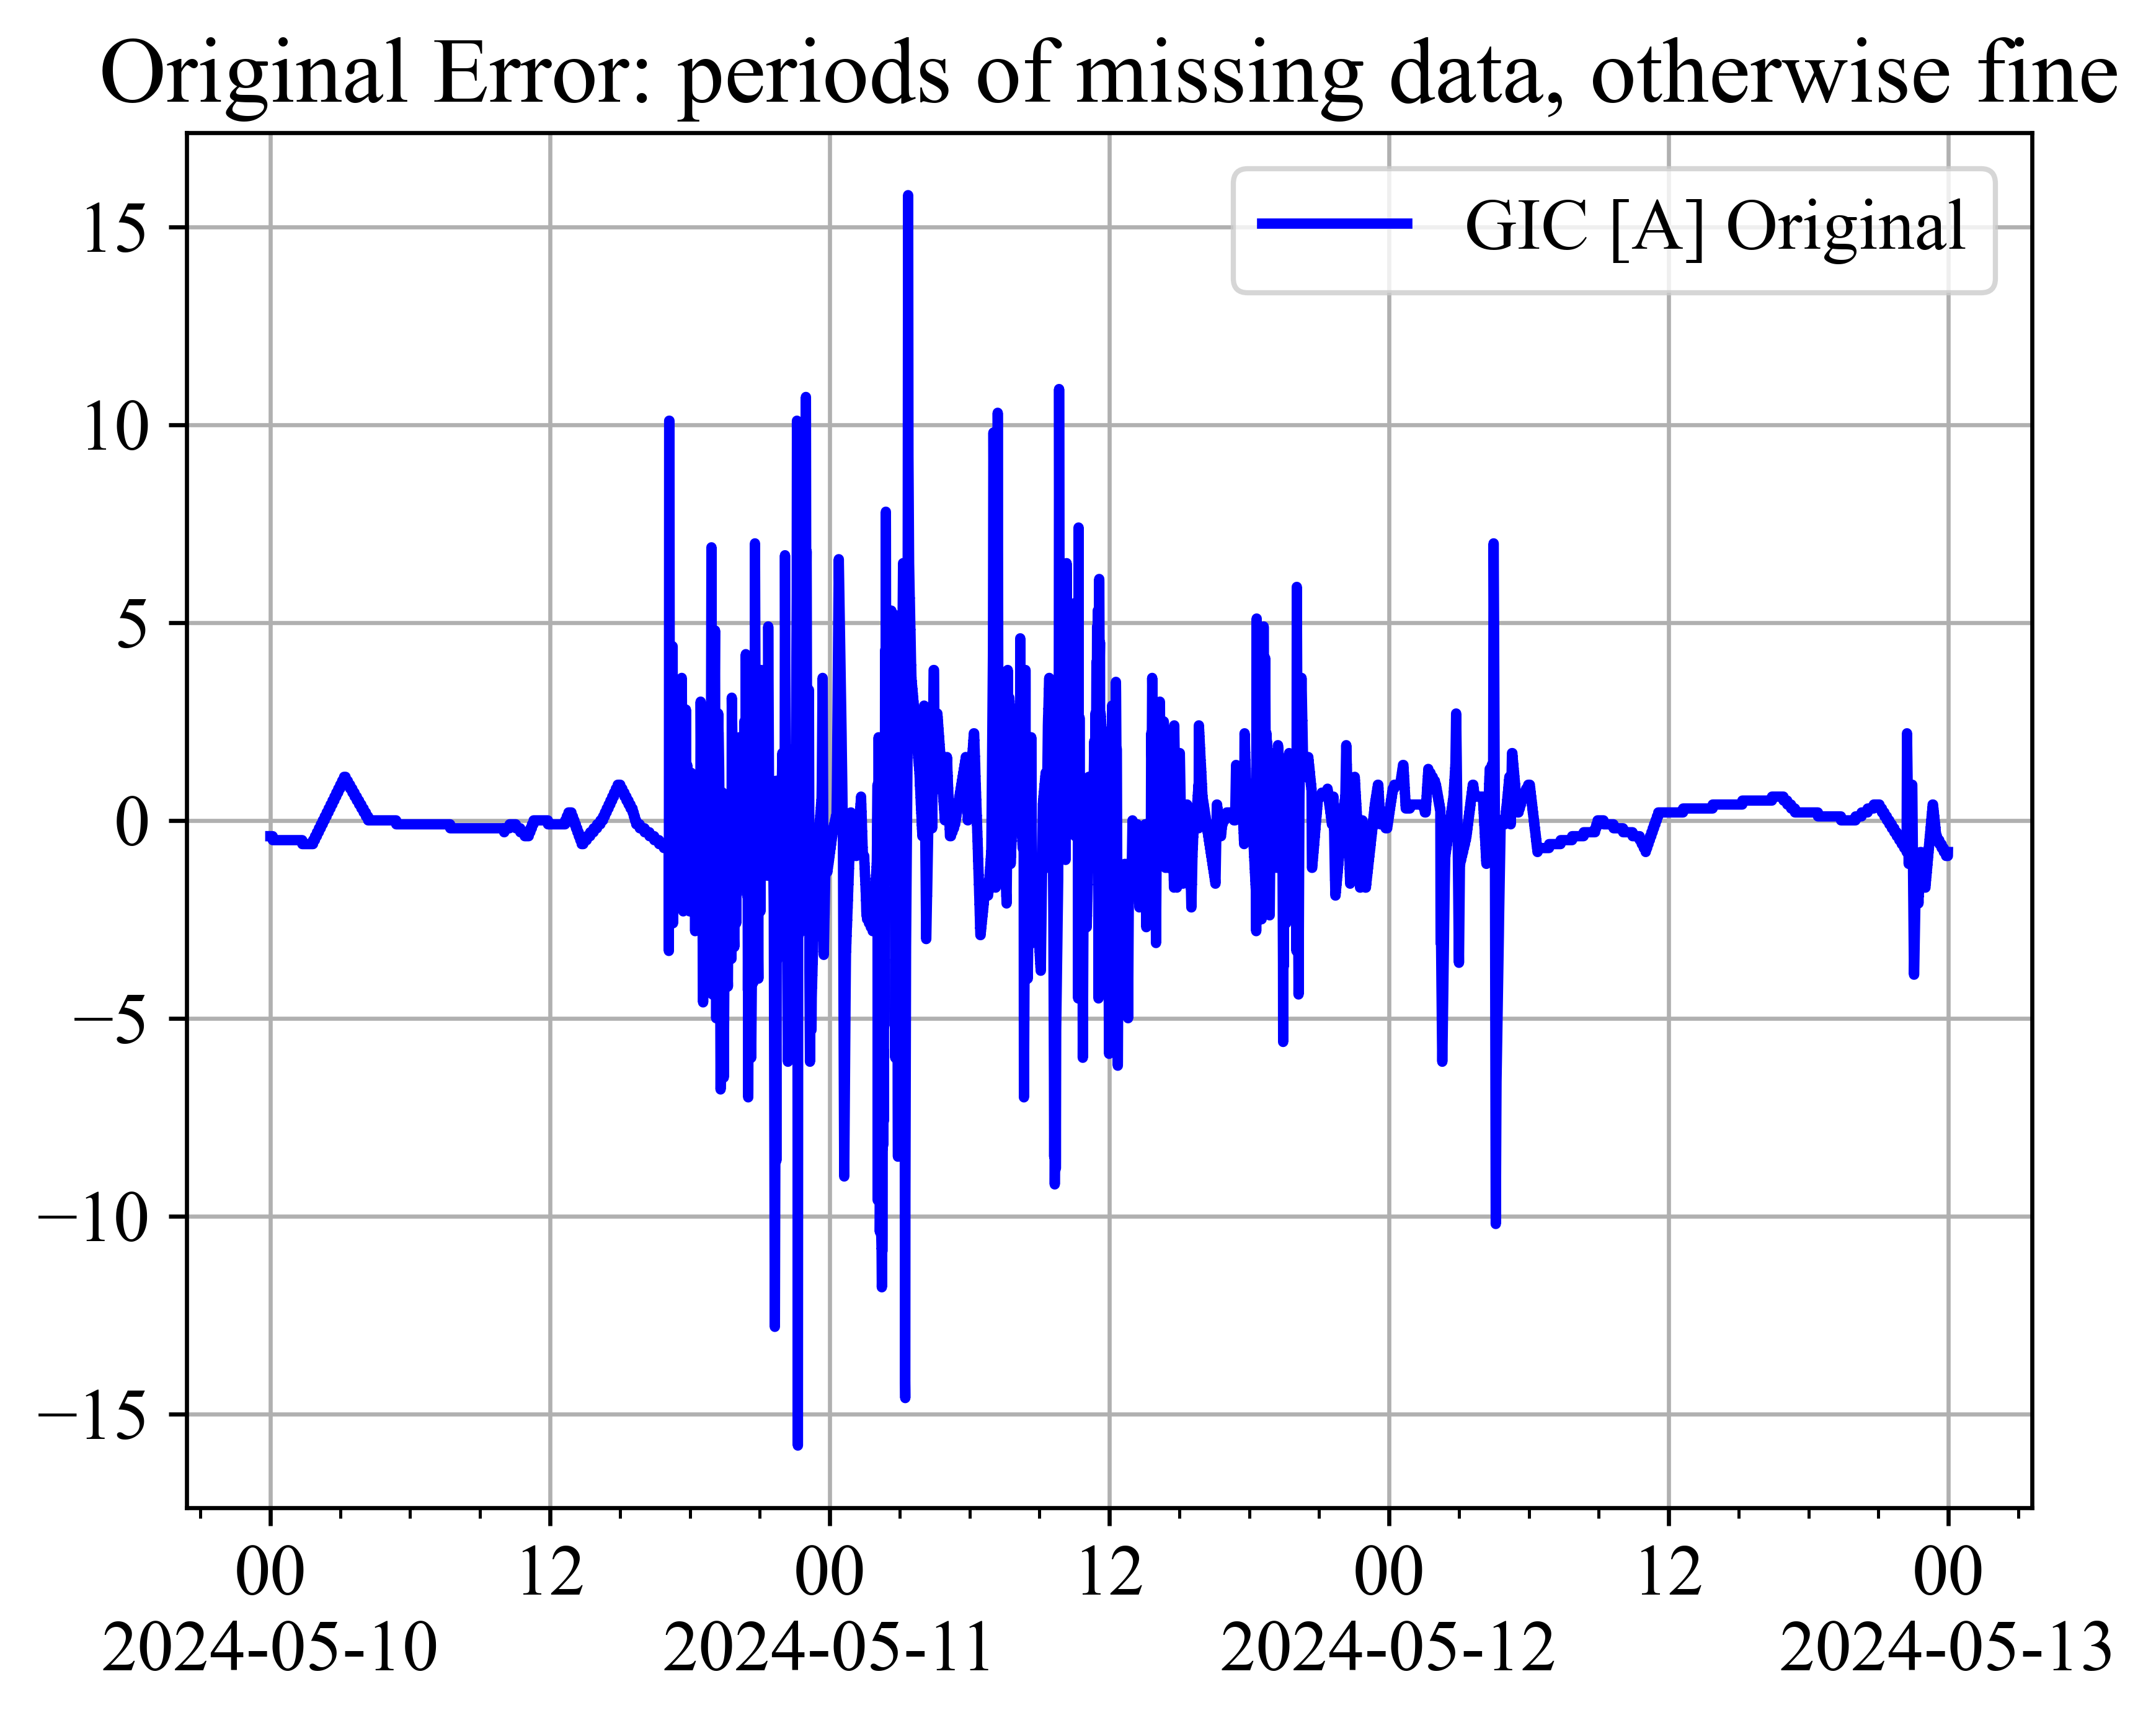 Original Error: periods of missing data, otherwise fine
GIC [A] Original
15
10
5
0
−5
−10
−15
00 12 00 12 00 12 00
2024-05-10 2024-05-11 2024-05-12 2024-05-13